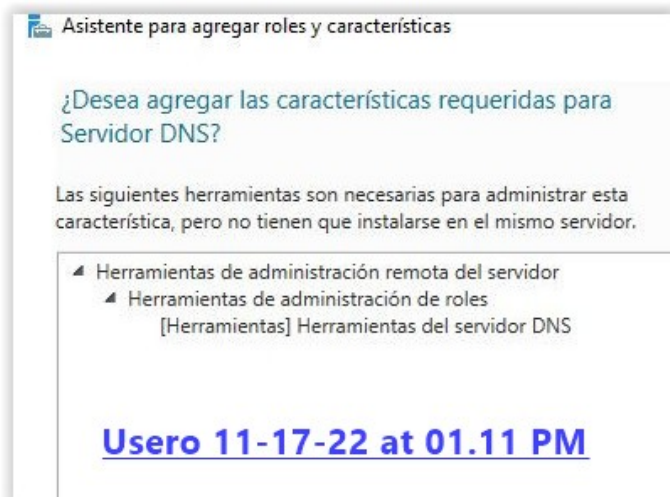 Asistente para agregar roles y características
¿Desea agregar las características requeridas para
Servidor DNS?
Las siguientes herramientas son necesarias para administrar esta
característica, pero no tienen que instalarse en el mismo servidor.
Herramientas de administración remota del servidor
Herramientas de administración de roles
[Herramientas] Herramientas del servidor DNS
Usero 11-17-22 at 01.11 PM